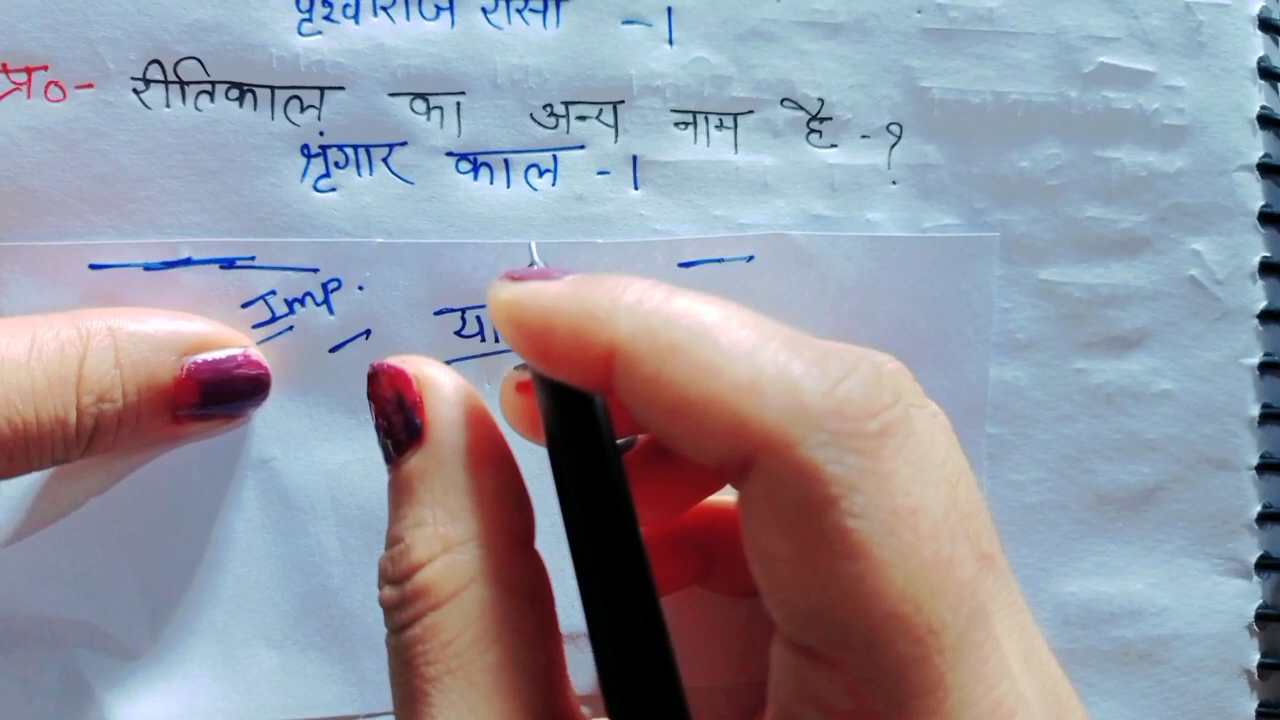 पृथ्वीराज रासो -।
प्र०- रीतिकाल का अन्य नाम है - ?
श्रृंगार काल -।
Imp.